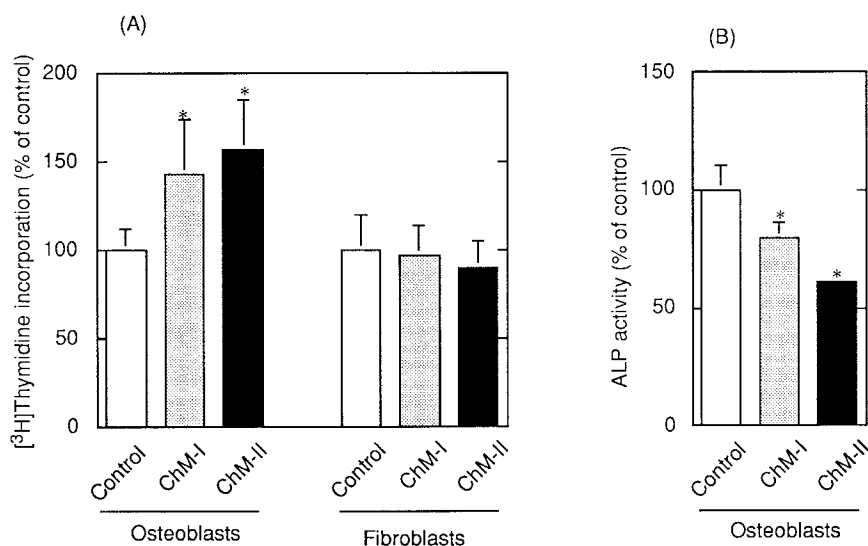 (A)
[³H]Thymidine incorporation (% of control)
200
150
100
50
0
*
*
Control
ChM-I
ChM-II
Control
ChM-I
ChM-II
Osteoblasts
Fibroblasts
(B)
ALP activity (% of control)
150
100
50
0
*
*
Control
ChM-I
ChM-II
Osteoblasts